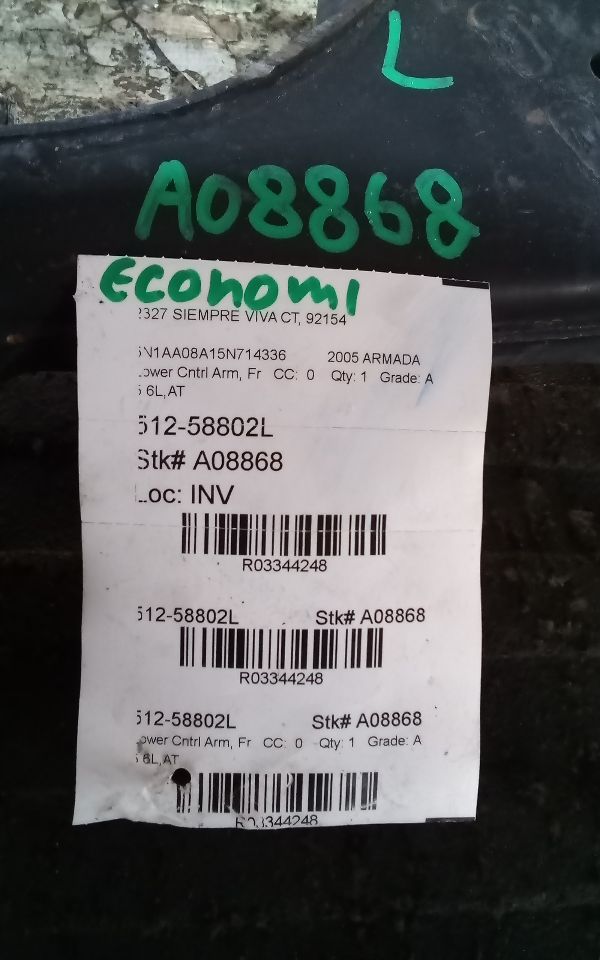 L
A08868
Economi
2327 SIEMPRE VIVA CT, 92154
5N1AA08A15N714336 2005 ARMADA
Lower Cntrl Arm, Fr CC: 0 Qty: 1 Grade: A
5 6L,AT
512-58802L
Stk# A08868
Loc: INV
R03344248
512-58802L Stk# A08868
R03344248
512-58802L Stk# A08868
ower Cntrl Arm, Fr CC: 0 Qty: 1 Grade: A
5 6L,AT
R03344248